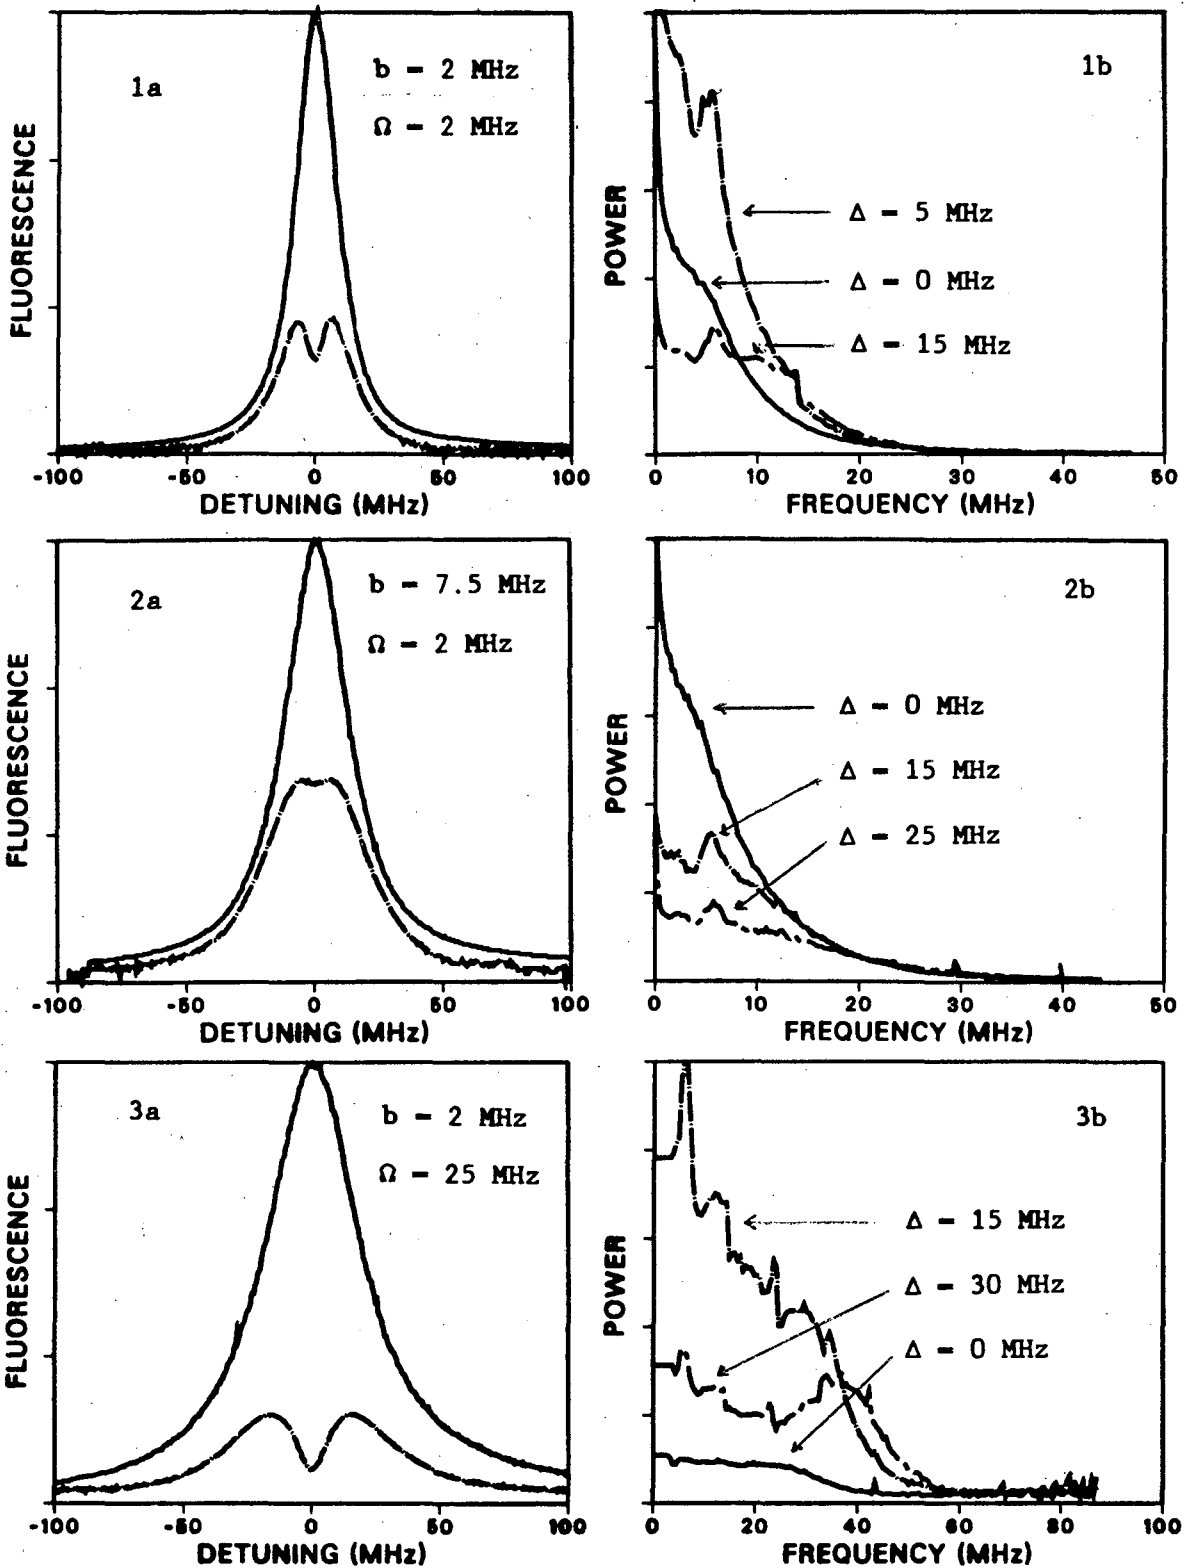 1a
b = 2 MHz
Ω = 2 MHz
FLUORESCENCE
-100 -50 0 50 100
DETUNING (MHz)
1b
Δ = 5 MHz
Δ = 0 MHz
Δ = 15 MHz
POWER
0 10 20 30 40 50
FREQUENCY (MHz)
2a
b = 7.5 MHz
Ω = 2 MHz
FLUORESCENCE
-100 -50 0 50 100
DETUNING (MHz)
2b
Δ = 0 MHz
Δ = 15 MHz
Δ = 25 MHz
POWER
0 10 20 30 40 50
FREQUENCY (MHz)
3a
b = 2 MHz
Ω = 25 MHz
FLUORESCENCE
-100 -50 0 50 100
DETUNING (MHz)
3b
Δ = 15 MHz
Δ = 30 MHz
Δ = 0 MHz
POWER
0 20 40 60 80 100
FREQUENCY (MHz)